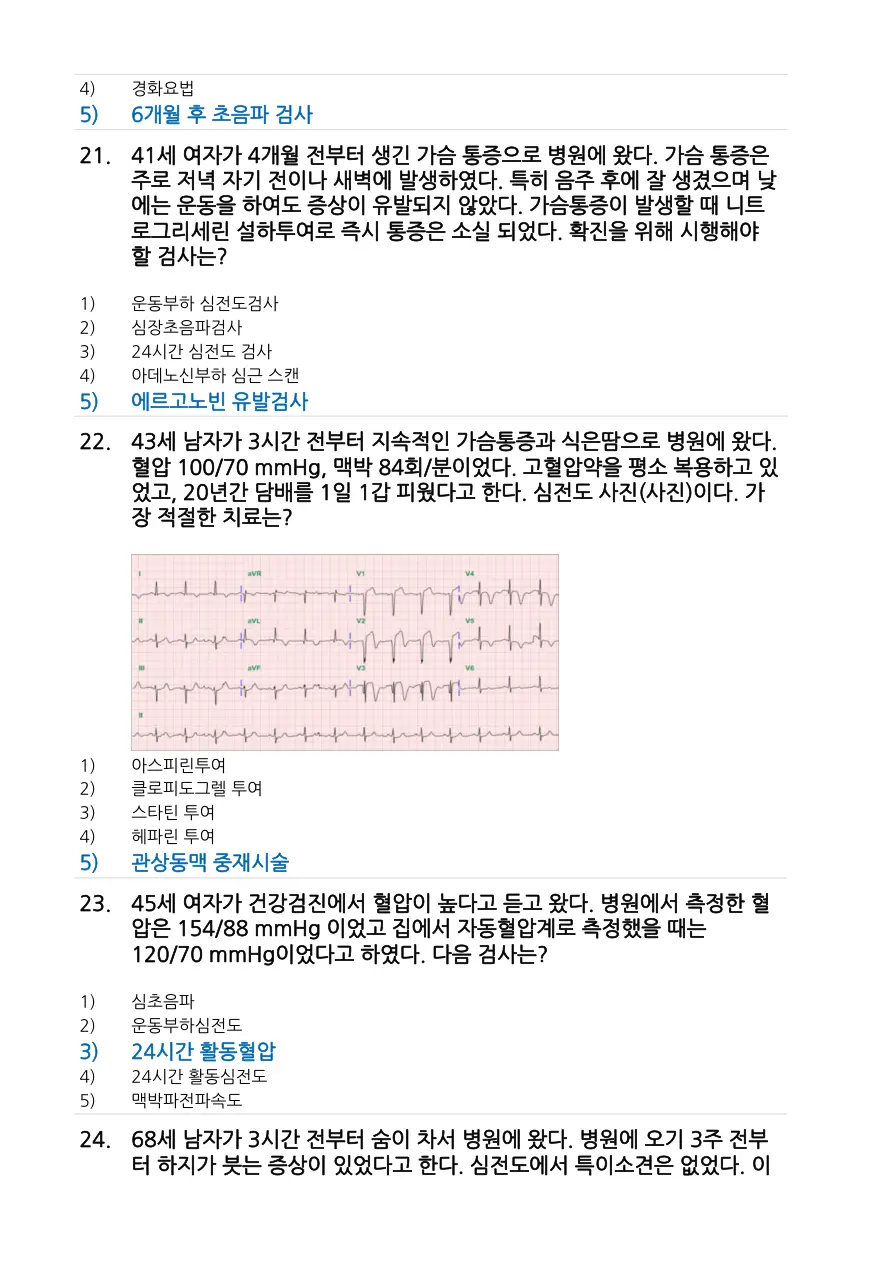 4) 경화요법
5) 6개월 후 초음파 검사
21. 41세 여자가 4개월 전부터 생긴 가슴 통증으로 병원에 왔다. 가슴 통증은
주로 저녁 자기 전이나 새벽에 발생하였다. 특히 음주 후에 잘 생겼으며 낮
에는 운동을 하여도 증상이 유발되지 않았다. 가슴통증이 발생할 때 니트
로그리세린 설하투여로 즉시 통증은 소실 되었다. 확진을 위해 시행해야
할 검사는?
1) 운동부하 심전도검사
2) 심장초음파검사
3) 24시간 심전도 검사
4) 아데노신부하 심근 스캔
5) 에르고노빈 유발검사
22. 43세 남자가 3시간 전부터 지속적인 가슴통증과 식은땀으로 병원에 왔다.
혈압 100/70 mmHg, 맥박 84회/분이었다. 고혈압약을 평소 복용하고 있
었고, 20년간 담배를 1일 1갑 피웠다고 한다. 심전도 사진(사진)이다. 가
장 적절한 치료는?
I aVR V1 V4
II aVL V2 V5
III aVF V3 V6
II
1) 아스피린투여
2) 클로피도그렐 투여
3) 스타틴 투여
4) 헤파린 투여
5) 관상동맥 중재시술
23. 45세 여자가 건강검진에서 혈압이 높다고 듣고 왔다. 병원에서 측정한 혈
압은 154/88 mmHg 이었고 집에서 자동혈압계로 측정했을 때는
120/70 mmHg이었다고 하였다. 다음 검사는?
1) 심초음파
2) 운동부하심전도
3) 24시간 활동혈압
4) 24시간 활동심전도
5) 맥박파전파속도
24. 68세 남자가 3시간 전부터 숨이 차서 병원에 왔다. 병원에 오기 3주 전부
터 하지가 붓는 증상이 있었다고 한다. 심전도에서 특이소견은 없었다. 이